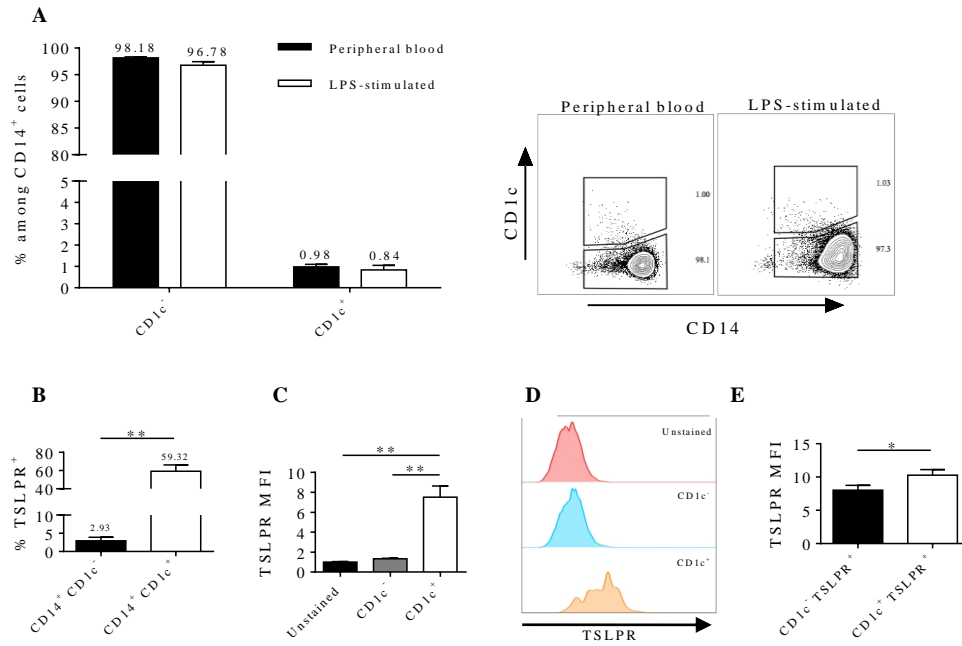 A
% among CD14⁺ cells
100
95
90
85
80
5
4
3
2
1
0
98.18
96.78
0.98
0.84
CD1c⁻
CD1c⁺
Peripheral blood
LPS-stimulated
Peripheral blood
LPS-stimulated
CD1c
1.00
98.1
1.03
97.3
CD14
B
% TSLPR⁺
80
60
40
10
5
0
**
2.93
59.32
CD14⁺ CD1c⁻
CD14⁺ CD1c⁺
C
TSLPR MFI
10
8
6
4
2
0
**
**
Unstained
CD1c⁻
CD1c⁺
D
Unstained
CD1c⁻
CD1c⁺
TSLPR
E
TSLPR MFI
15
10
5
0
*
CD1c⁻ TSLPR⁺
CD1c⁺ TSLPR⁺